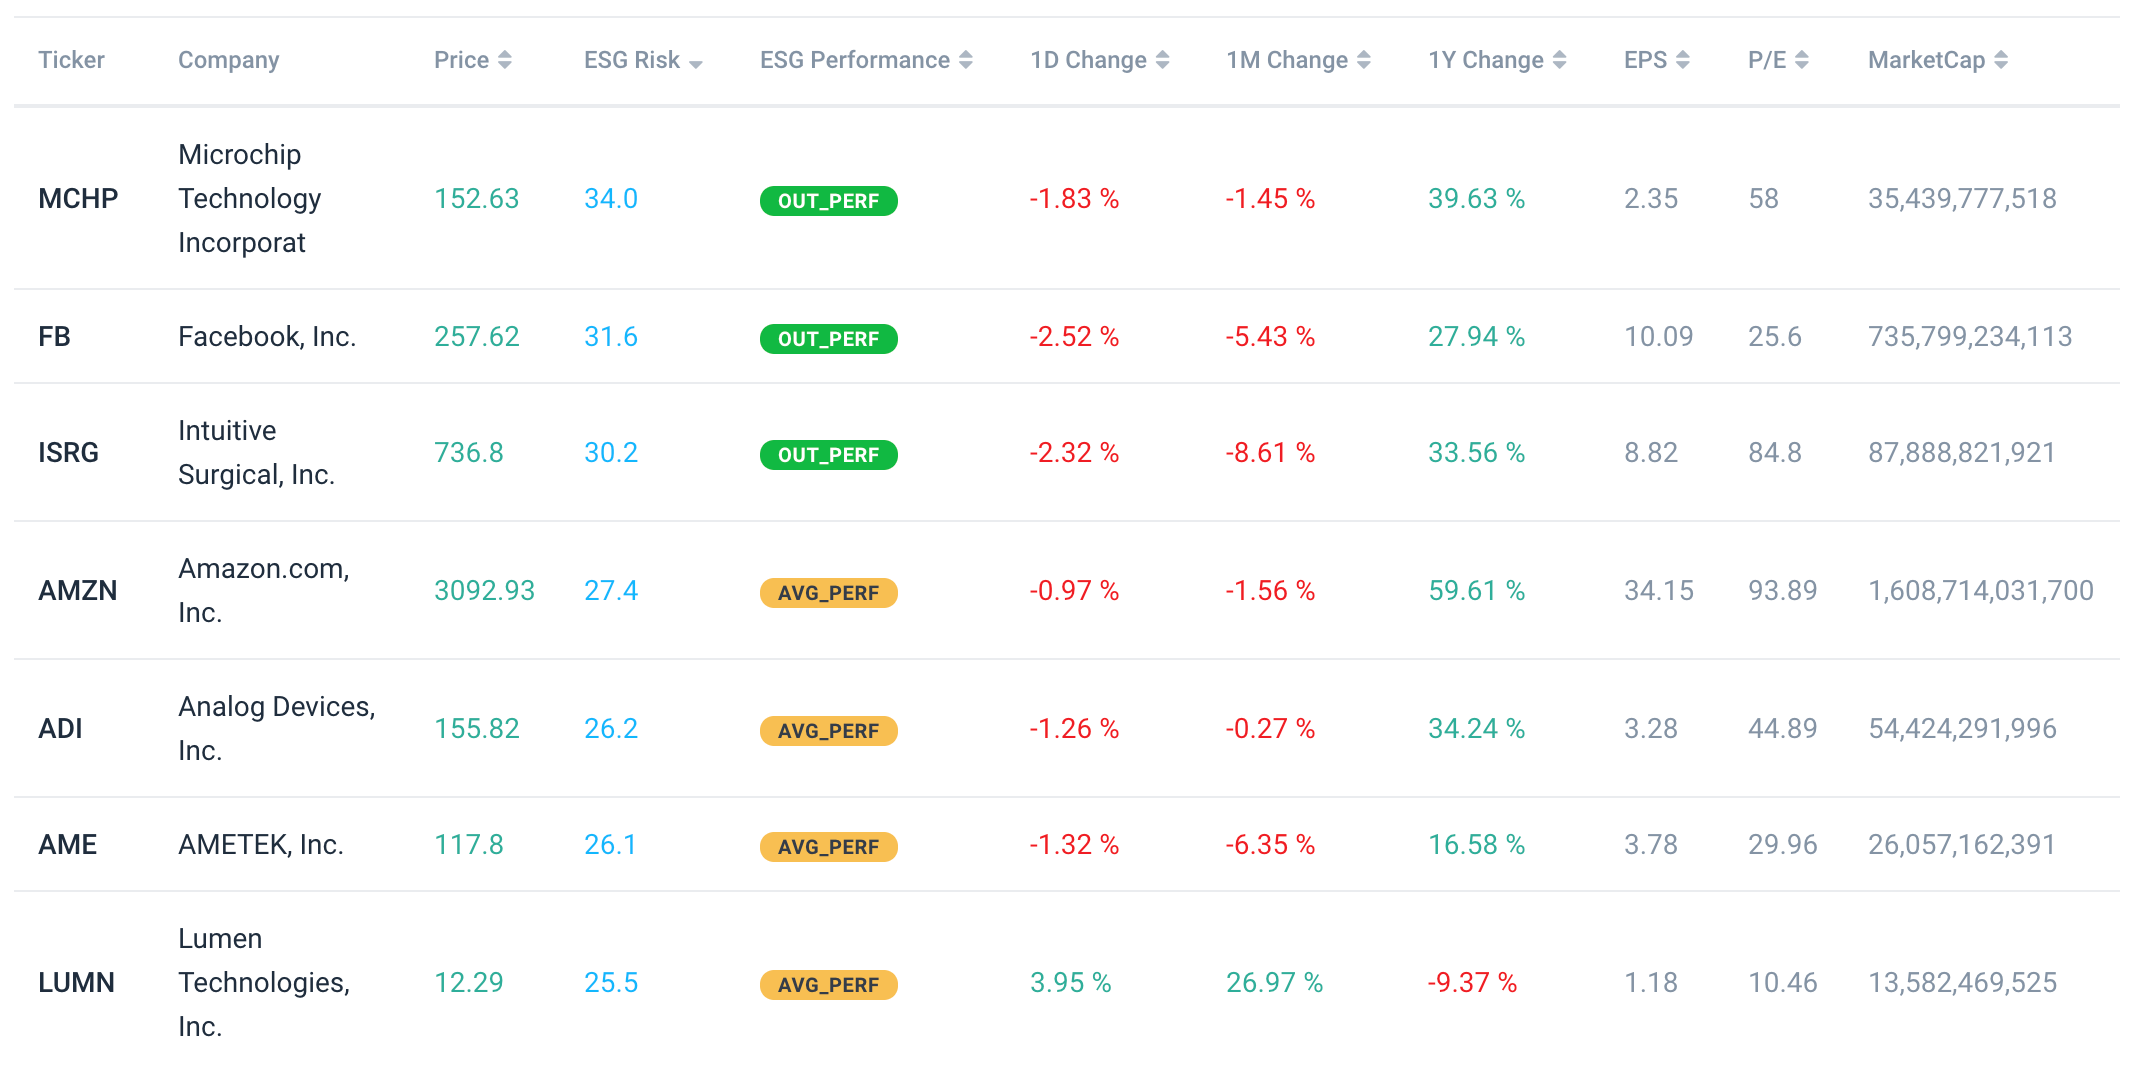 Ticker Company Price ESG Risk ESG Performance 1D Change 1M Change 1Y Change EPS P/E MarketCap
Microchip
MCHP Technology 152.63 34.0 OUT_PERF -1.83 % -1.45 % 39.63 % 2.35 58 35,439,777,518
Incorporat
FB Facebook, Inc. 257.62 31.6 OUT_PERF -2.52 % -5.43 % 27.94 % 10.09 25.6 735,799,234,113
Intuitive
ISRG 736.8 30.2 OUT_PERF -2.32 % -8.61 % 33.56 % 8.82 84.8 87,888,821,921
Surgical, Inc.
Amazon.com,
AMZN 3092.93 27.4 AVG_PERF -0.97 % -1.56 % 59.61 % 34.15 93.89 1,608,714,031,700
Inc.
Analog Devices,
ADI 155.82 26.2 AVG_PERF -1.26 % -0.27 % 34.24 % 3.28 44.89 54,424,291,996
Inc.
AME AMETEK, Inc. 117.8 26.1 AVG_PERF -1.32 % -6.35 % 16.58 % 3.78 29.96 26,057,162,391
Lumen
LUMN Technologies, 12.29 25.5 AVG_PERF 3.95 % 26.97 % -9.37 % 1.18 10.46 13,582,469,525
Inc.